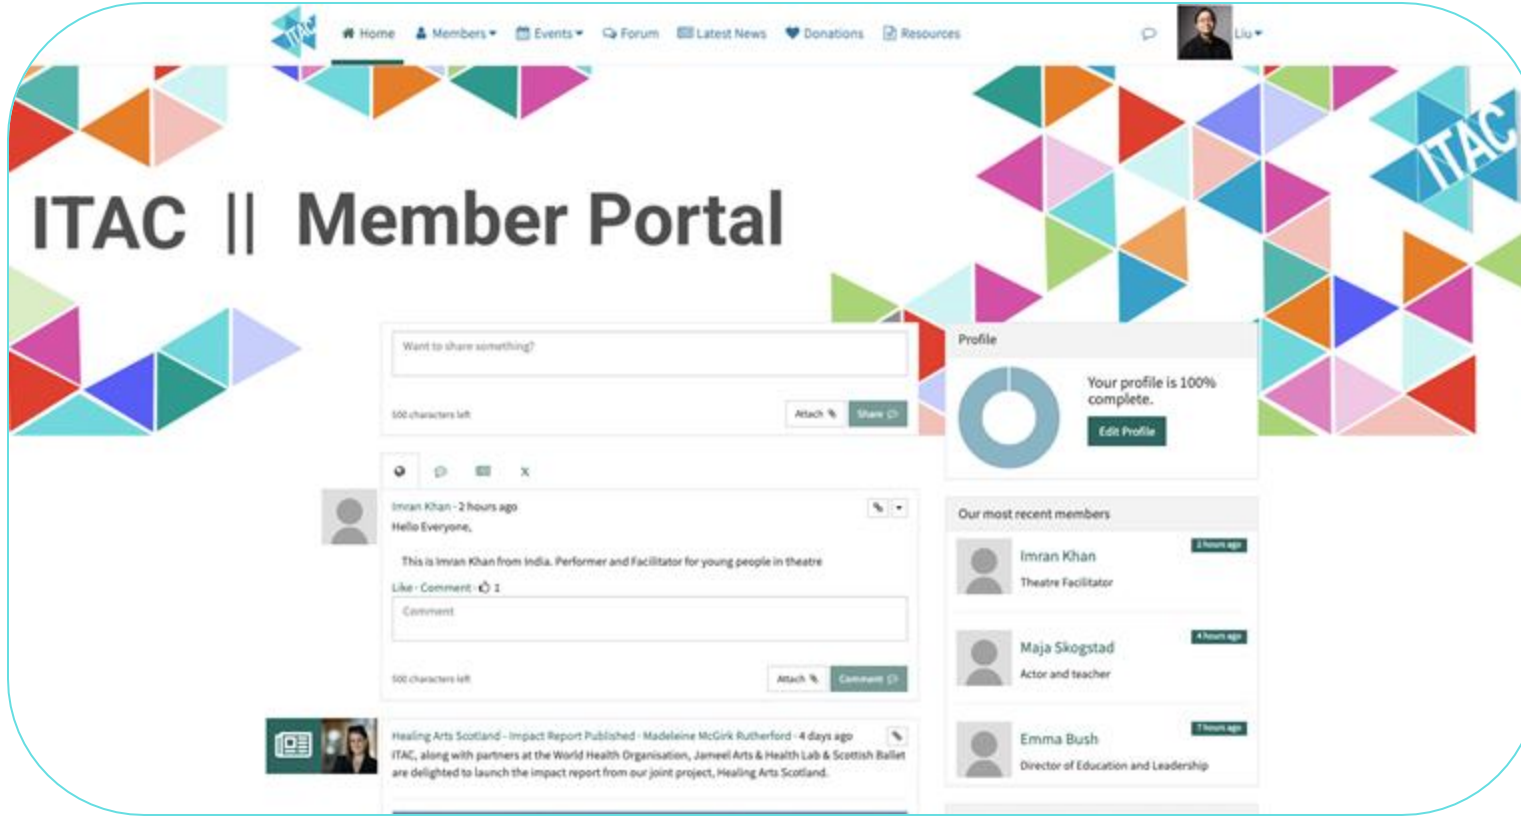 ITAC
Home Members Events Forum Latest News Donations Resources
Liu
ITAC
ITAC || Member Portal
Want to share something?
500 characters left
Attach
Share
Profile
Your profile is 100%
complete.
Edit Profile
X
Imran Khan - 2 hours ago
Hello Everyone,
This is Imran Khan from India. Performer and Facilitator for young people in theatre
Like · Comment · 1
Comment
500 characters left
Attach
Comment
Healing Arts Scotland - Impact Report Published - Madeleine McGirk Rutherford - 4 days ago
ITAC, along with partners at the World Health Organisation, Jameel Arts & Health Lab & Scottish Ballet
are delighted to launch the impact report from our joint project, Healing Arts Scotland.
Our most recent members
2 hours ago
Imran Khan
Theatre Facilitator
4 hours ago
Maja Skogstad
Actor and teacher
7 hours ago
Emma Bush
Director of Education and Leadership